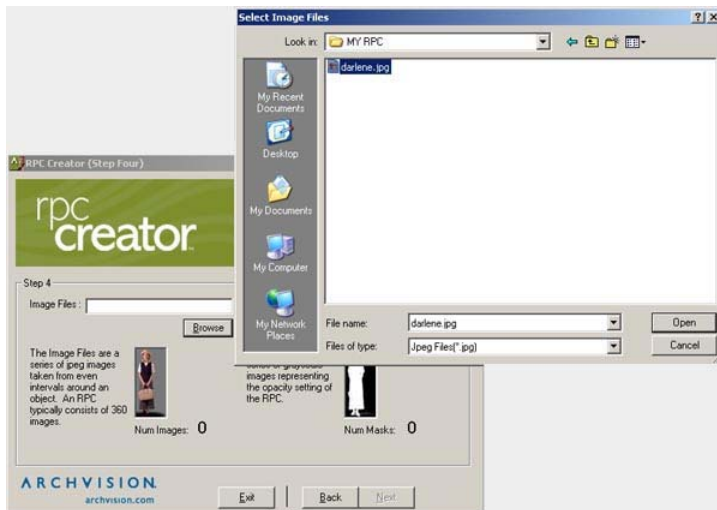 Select Image Files
Look in:
MY RPC
darlene.jpg
My Recent
Documents
Desktop
My Documents
My Computer
My Network
Places
File name:
darlene.jpg
Open
Files of type:
Jpeg Files(*.jpg)
Cancel
RPC Creator (Step Four)
rpc
creator
Step 4
Image Files :
Browse
The Image Files are a
series of jpeg images
taken from even
intervals around an
object. An RPC
typically consists of 360
images.
Num Images: 0
images representing
the opacity setting of
the RPC.
Num Masks: 0
ARCHVISION
archvision.com
Exit
Back
Next